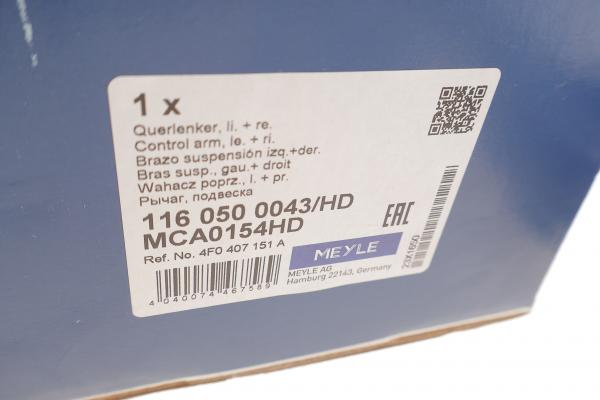 1 x
Querlenker, li. + re.
Control arm, le. + ri.
Brazo suspensión izq.+der.
Bras susp., gau.+ droit
Wahacz poprz., l. + pr.
Рычаг, подвеска
116 050 0043/HD
MCA0154HD
Ref. No. 4F0 407 151 A
EAC
MEYLE
MEYLE AG
Hamburg 22143, Germany
23X1650
4 040074 467589